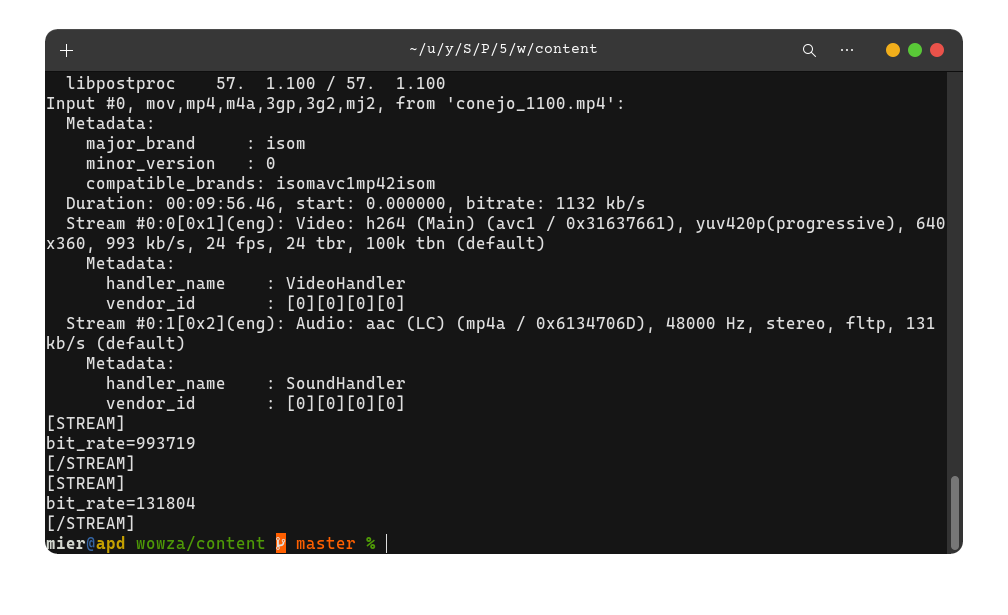 ~/u/y/S/P/5/w/content
  libpostproc    57.  1.100 / 57.  1.100
Input #0, mov,mp4,m4a,3gp,3g2,mj2, from 'conejo_1100.mp4':
  Metadata:
    major_brand     : isom
    minor_version   : 0
    compatible_brands: isomavc1mp42isom
  Duration: 00:09:56.46, start: 0.000000, bitrate: 1132 kb/s
  Stream #0:0[0x1](eng): Video: h264 (Main) (avc1 / 0x31637661), yuv420p(progressive), 640
x360, 993 kb/s, 24 fps, 24 tbr, 100k tbn (default)
    Metadata:
      handler_name    : VideoHandler
      vendor_id       : [0][0][0][0]
  Stream #0:1[0x2](eng): Audio: aac (LC) (mp4a / 0x6134706D), 48000 Hz, stereo, fltp, 131
kb/s (default)
    Metadata:
      handler_name    : SoundHandler
      vendor_id       : [0][0][0][0]
[STREAM]
bit_rate=993719
[/STREAM]
[STREAM]
bit_rate=131804
[/STREAM]
mier@apd wowza/content master %